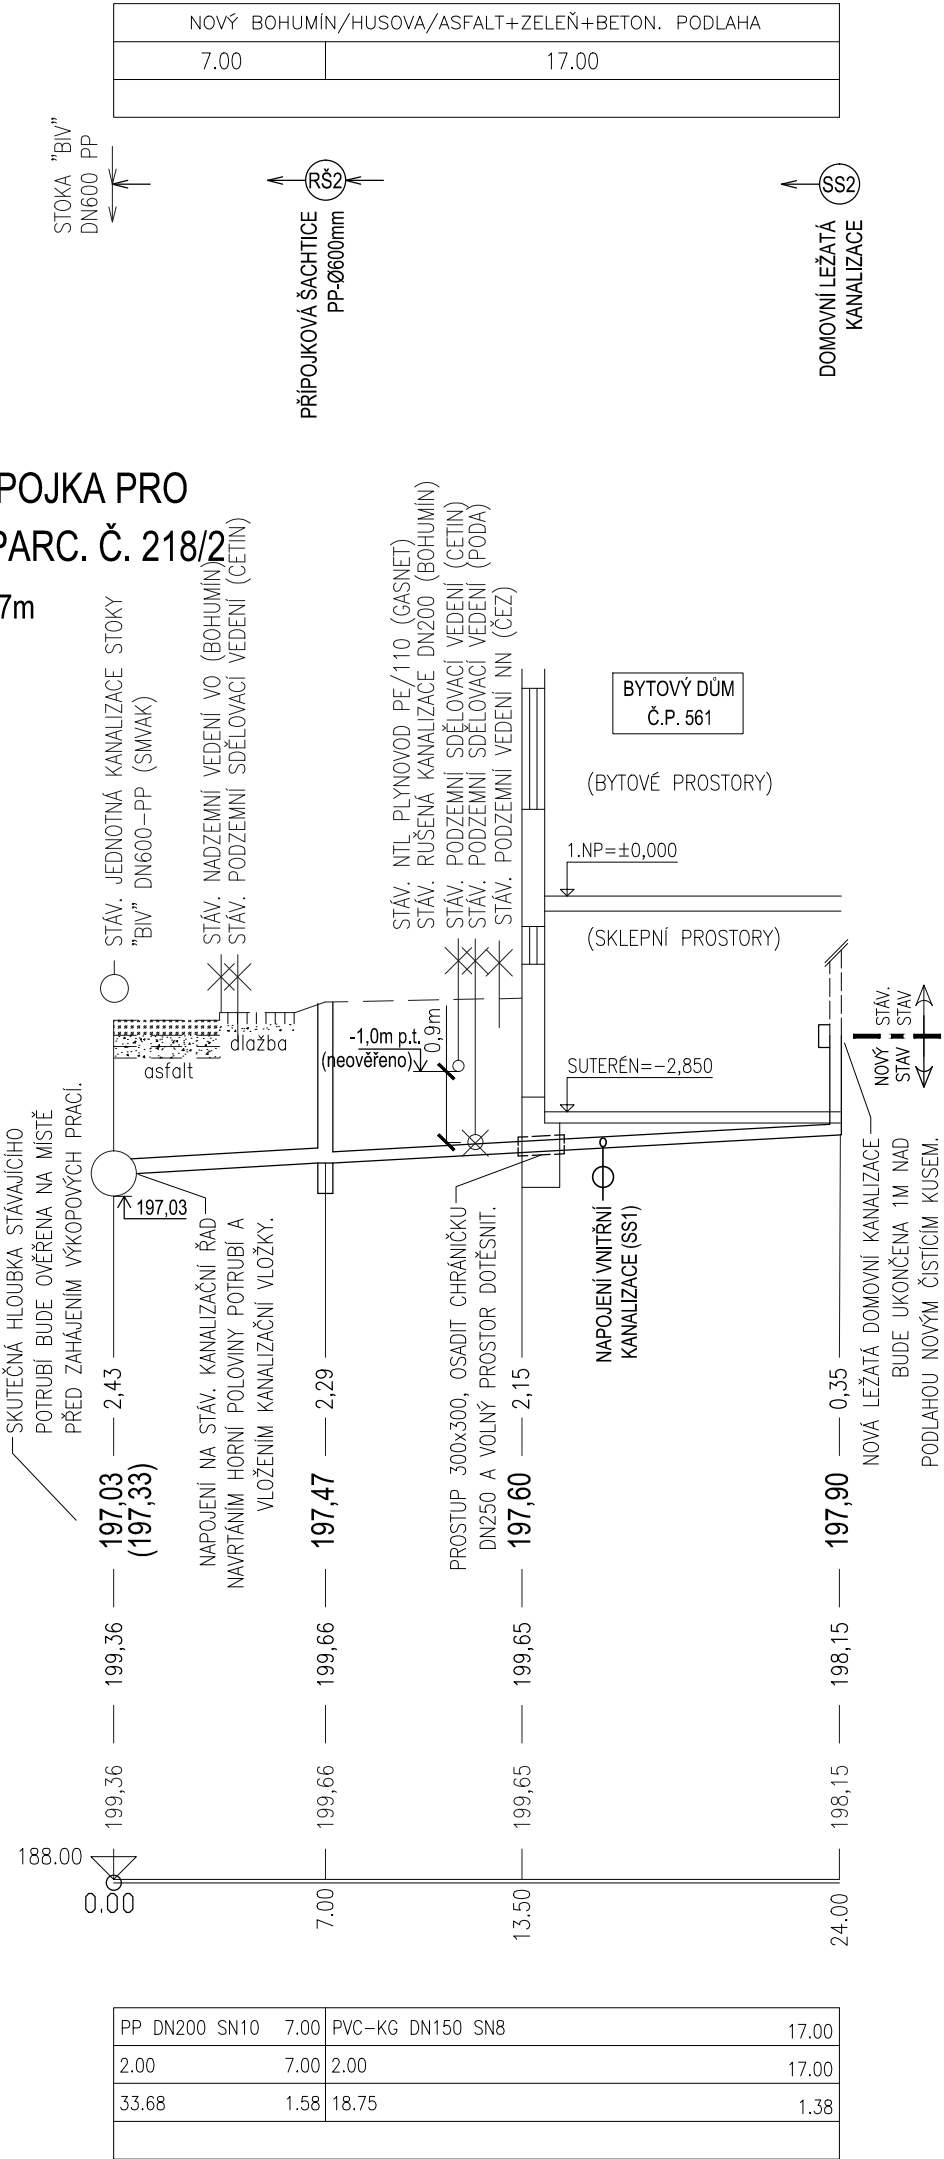 NOVÝ BOHUMÍN/HUSOVA/ASFALT+ZELEŇ+BETON. PODLAHA
7.00
17.00
STOKA "BIV"
DN600 PP
RŠ2
PŘÍPOJKOVÁ ŠACHTICE
PP-Ø600mm
SS2
DOMOVNÍ LEŽATÁ
KANALIZACE
POJKA PRO
PARC. Č. 218/2
7m
STÁV. JEDNOTNÁ KANALIZACE STOKY
"BIV" DN600-PP (SMVAK)
STÁV. NADZEMNÍ VEDENÍ VO (BOHUMÍN)
STÁV. PODZEMNÍ SDĚLOVACÍ VEDENÍ (CETIN)
STÁV. NTL PLYNOVOD PE/110 (GASNET)
STÁV. RUŠENÁ KANALIZACE DN200 (BOHUMÍN)
STÁV. PODZEMNÍ SDĚLOVACÍ VEDENÍ (CETIN)
STÁV. PODZEMNÍ SDĚLOVACÍ VEDENÍ (PODA)
STÁV. PODZEMNÍ VEDENÍ NN (ČEZ)
BYTOVÝ DŮM
Č.P. 561
(BYTOVÉ PROSTORY)
1.NP=±0,000
(SKLEPNÍ PROSTORY)
SUTERÉN=-2,850
asfalt
dlažba
-1,0m p.t.
(neověřeno)
0,9m
NOVÝ STÁV.
STAV STAV
197,03
SKUTEČNÁ HLOUBKA STÁVAJÍCÍHO
POTRUBÍ BUDE OVĚŘENA NA MÍSTĚ
PŘED ZAHÁJENÍM VÝKOPOVÝCH PRACÍ.
NAPOJENÍ NA STÁV. KANALIZAČNÍ ŘAD
NAVRTÁNÍM HORNÍ POLOVINY POTRUBÍ A
VLOŽENÍM KANALIZAČNÍ VLOŽKY.
PROSTUP 300x300, OSADIT CHRÁNIČKU
DN250 A VOLNÝ PROSTOR DOTĚSNIT.
NAPOJENÍ VNITŘNÍ
KANALIZACE (SS1)
NOVÁ LEŽATÁ DOMOVNÍ KANALIZACE
BUDE UKONČENA 1M NAD
PODLAHOU NOVÝM ČISTÍCÍM KUSEM.
2,43
2,29
2,15
0,35
197,03
(197,33)
197,47
197,60
197,90
199,36
199,66
199,65
198,15
199,36
199,66
199,65
198,15
188.00
0.00
7.00
13.50
24.00
PP DN200 SN10 7.00 PVC-KG DN150 SN8 17.00
2.00 7.00 2.00 17.00
33.68 1.58 18.75 1.38